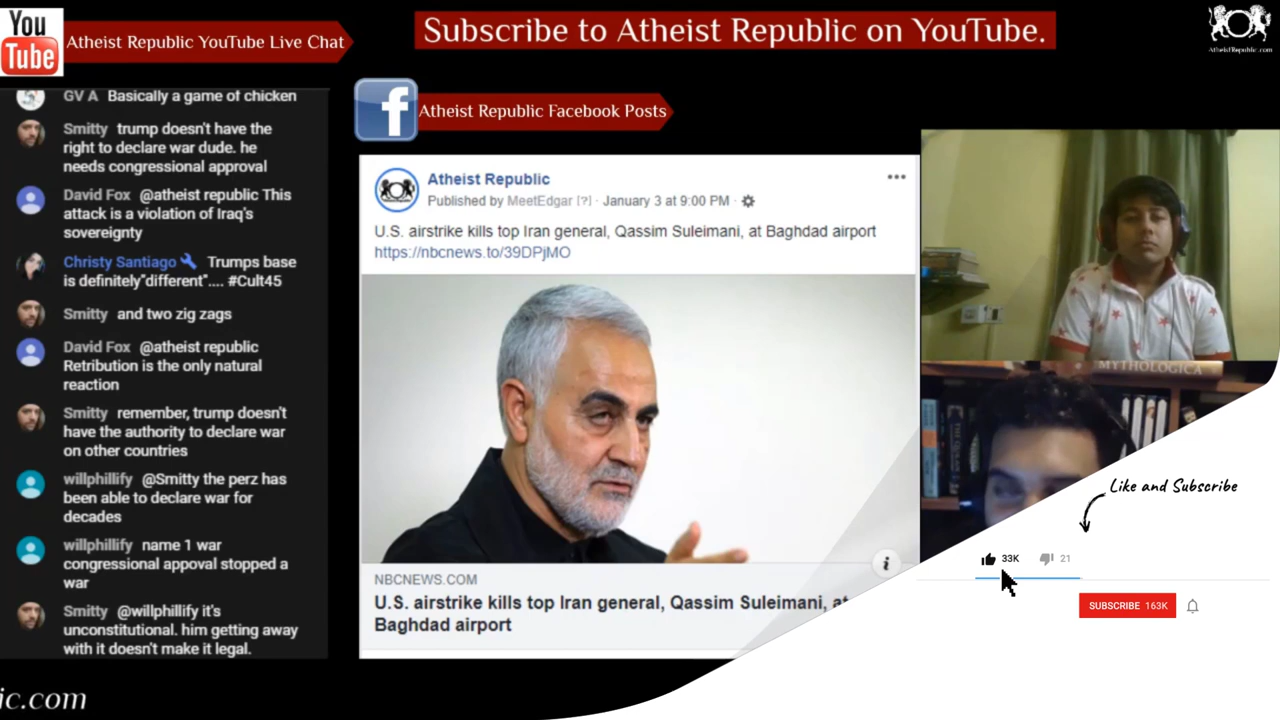 You
Tube
Atheist Republic YouTube Live Chat
Subscribe to Atheist Republic on YouTube.
AtheistRepublic.com
Atheist Republic Facebook Posts
GV A Basically a game of chicken
Smitty trump doesn't have the
right to declare war dude. he
needs congressional approval
David Fox @atheist republic This
attack is a violation of Iraq's
sovereignty
Christy Santiago Trumps base
is definitely"different".... #Cult45
Smitty and two zig zags
David Fox @atheist republic
Retribution is the only natural
reaction
Smitty remember, trump doesn't
have the authority to declare war
on other countries
willphillify @Smitty the perz has
been able to declare war for
decades
willphillify name 1 war
congressional appoval stopped a
war
Smitty @willphillify it's
unconstitutional. him getting away
with it doesn't make it legal.
Atheist Republic
Published by MeetEdgar [?] · January 3 at 9:00 PM ·
U.S. airstrike kills top Iran general, Qassim Suleimani, at Baghdad airport
https://nbcnews.to/39DPjMO
NBCNEWS.COM
U.S. airstrike kills top Iran general, Qassim Suleimani, at
Baghdad airport
MYTHOLOGICA
Like and Subscribe
33K 21
SUBSCRIBE 163K
ic.com